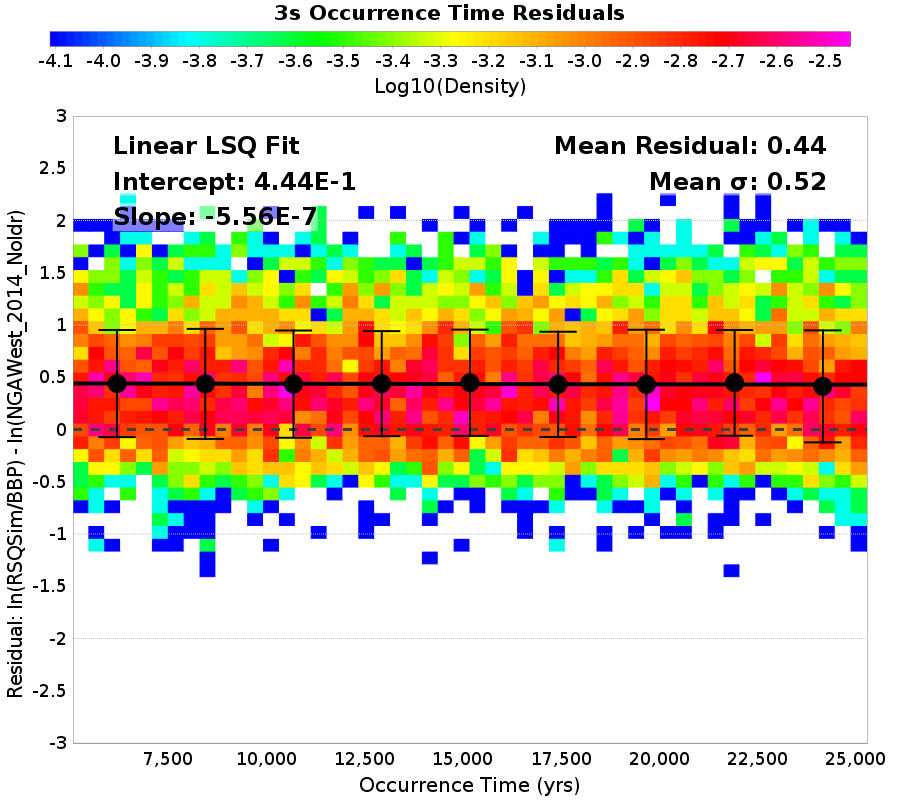 3s Occurrence Time Residuals
-4.1 -4.0 -3.9 -3.8 -3.7 -3.6 -3.5 -3.4 -3.3 -3.2 -3.1 -3.0 -2.9 -2.8 -2.7 -2.6 -2.5
Log10(Density)
Linear LSQ Fit
Intercept: 4.44E-1
Slope: -5.56E-7
Mean Residual: 0.44
Mean σ: 0.52
Residual: ln(RSQSim/BBP) - ln(NGAWest_2014_NoIdr)
3
2.5
2
1.5
1
0.5
0
-0.5
-1
-1.5
-2
-2.5
-3
7,500 10,000 12,500 15,000 17,500 20,000 22,500 25,000
Occurrence Time (yrs)